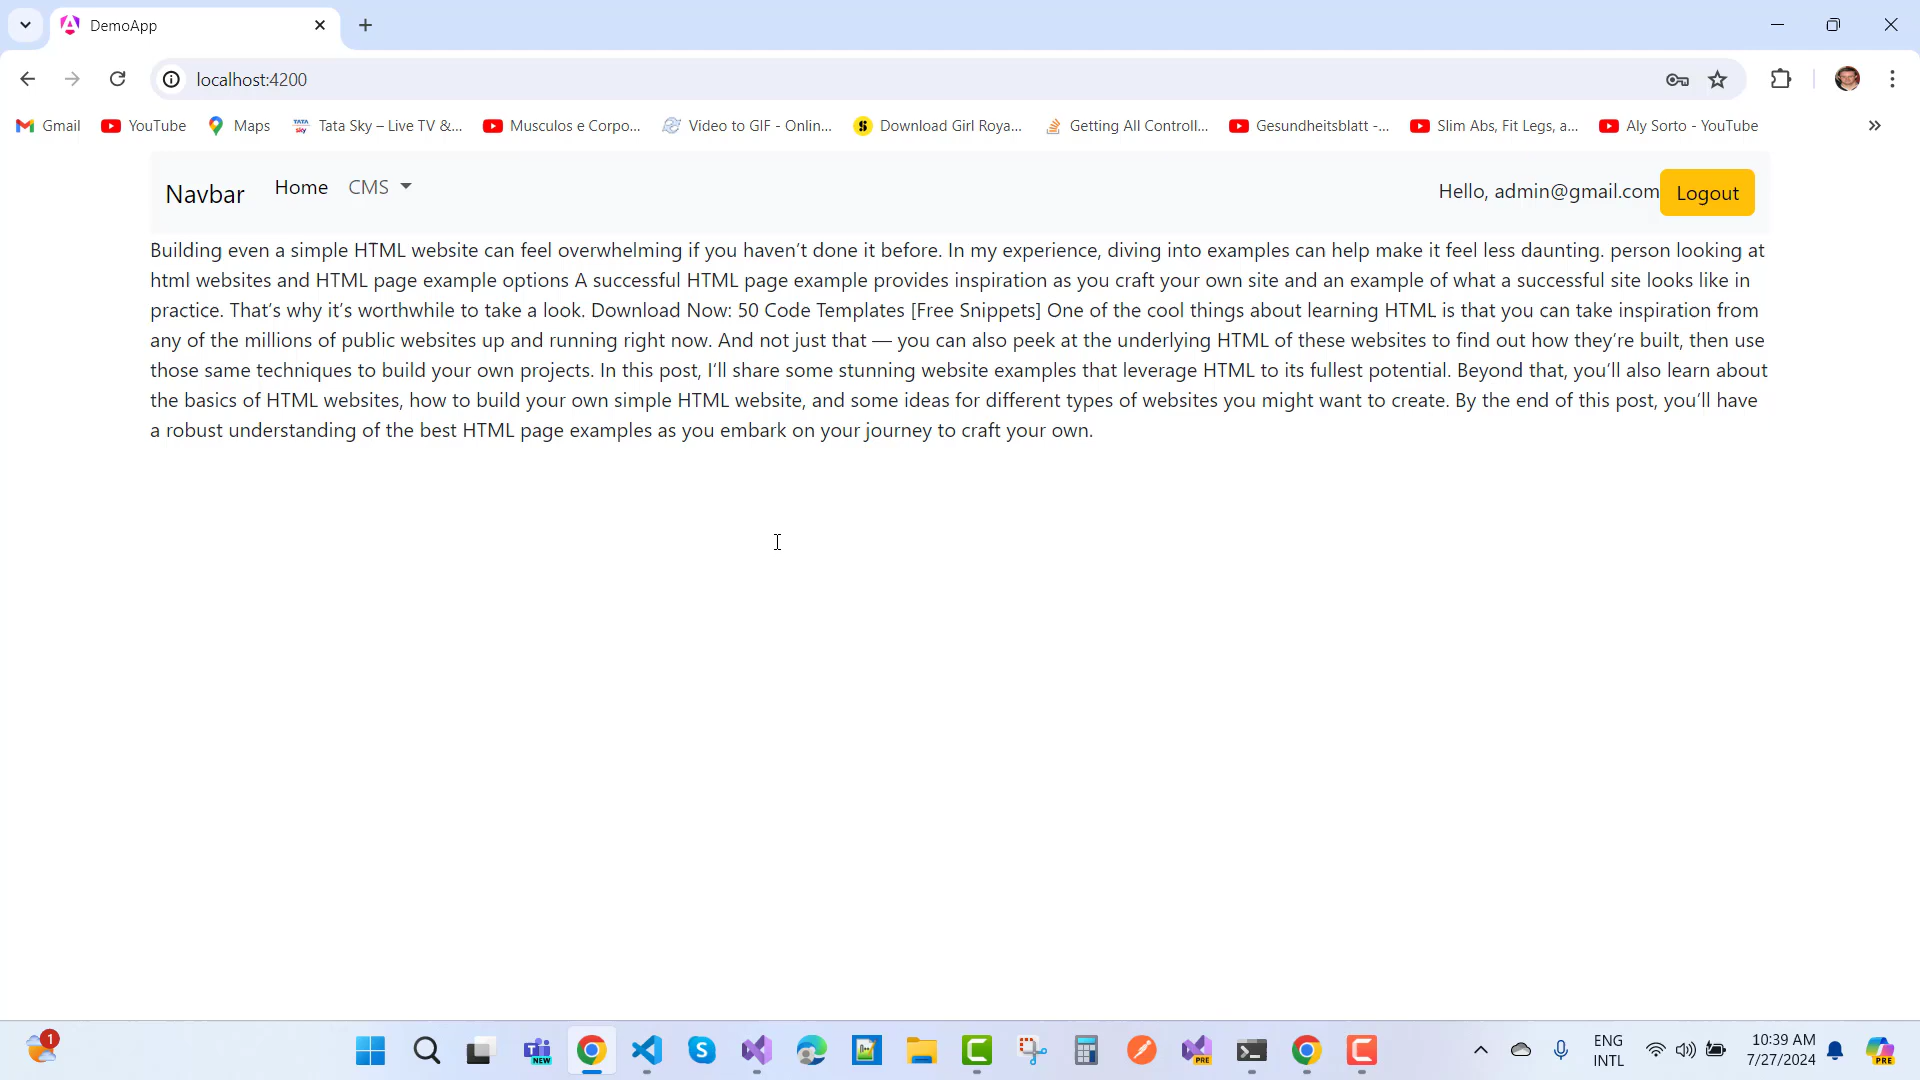 DemoApp
localhost:4200
Gmail
YouTube
Maps
TATA sky
Tata Sky – Live TV &...
Musculos e Corpo...
Video to GIF - Onlin...
Download Girl Roya...
Getting All Controll...
Gesundheitsblatt -...
Slim Abs, Fit Legs, a...
Aly Sorto - YouTube
Navbar
Home
CMS
Hello, admin@gmail.com
Logout
Building even a simple HTML website can feel overwhelming if you haven’t done it before. In my experience, diving into examples can help make it feel less daunting. person looking at
html websites and HTML page example options A successful HTML page example provides inspiration as you craft your own site and an example of what a successful site looks like in
practice. That’s why it’s worthwhile to take a look. Download Now: 50 Code Templates [Free Snippets] One of the cool things about learning HTML is that you can take inspiration from
any of the millions of public websites up and running right now. And not just that — you can also peek at the underlying HTML of these websites to find out how they’re built, then use
those same techniques to build your own projects. In this post, I’ll share some stunning website examples that leverage HTML to its fullest potential. Beyond that, you’ll also learn about
the basics of HTML websites, how to build your own simple HTML website, and some ideas for different types of websites you might want to create. By the end of this post, you’ll have
a robust understanding of the best HTML page examples as you embark on your journey to craft your own.
1
NEW
PRE
ENG
INTL
10:39 AM
7/27/2024
PRE